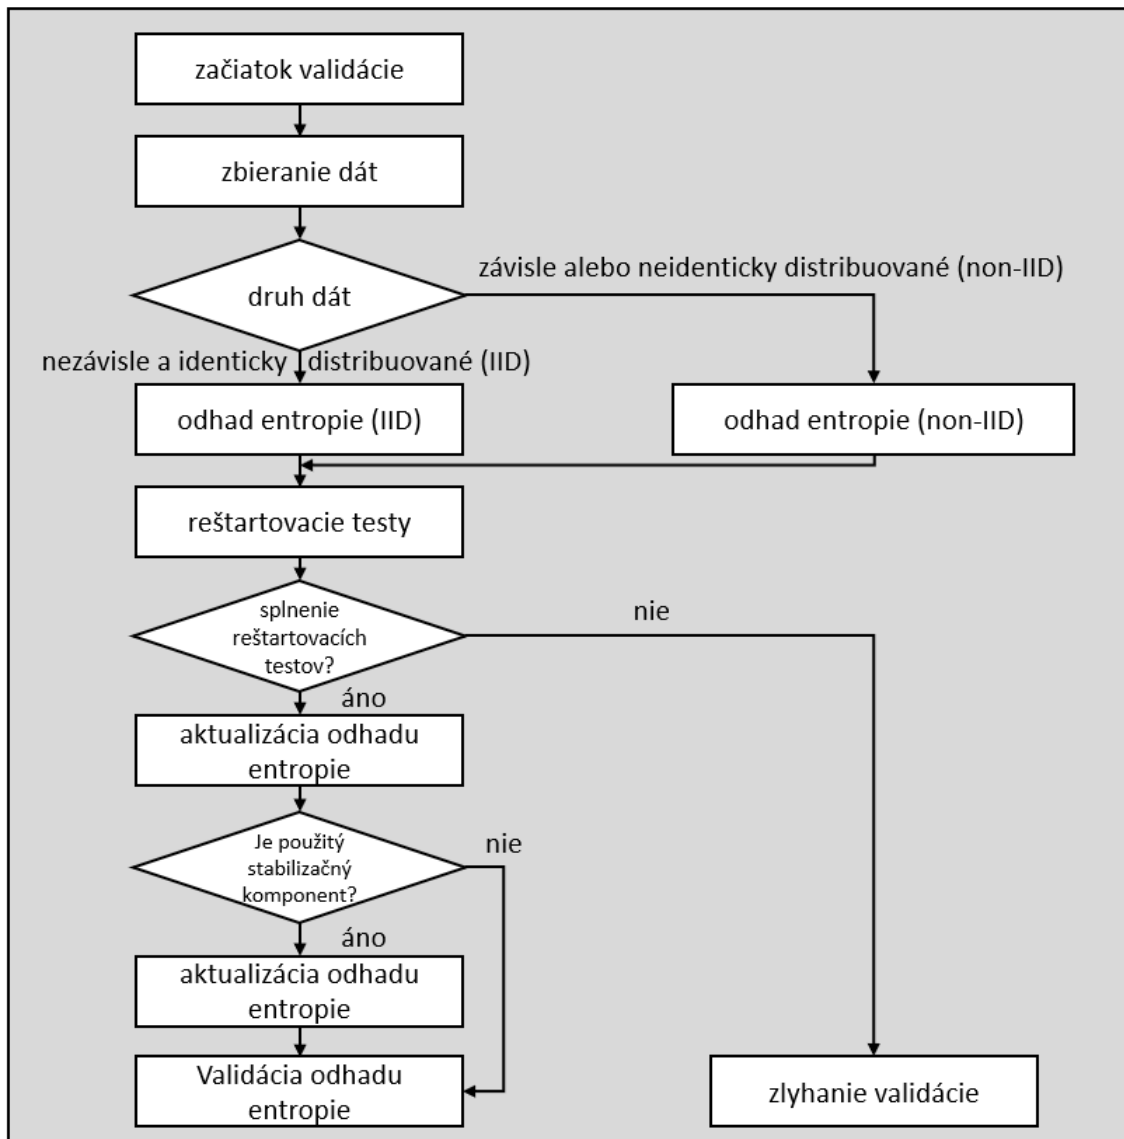 začiatok validácie
zbieranie dát
závisle alebo neidenticky distribuované (non-IID)
druh dát
nezávisle a identicky distribuované (IID)
odhad entropie (IID)
odhad entropie (non-IID)
reštartovacie testy
splnenie
reštartovacích
testov?
nie
áno
aktualizácia odhadu
entropie
Je použitý
stabilizačný
komponent?
nie
áno
aktualizácia odhadu
entropie
Validácia odhadu
entropie
zlyhanie validácie